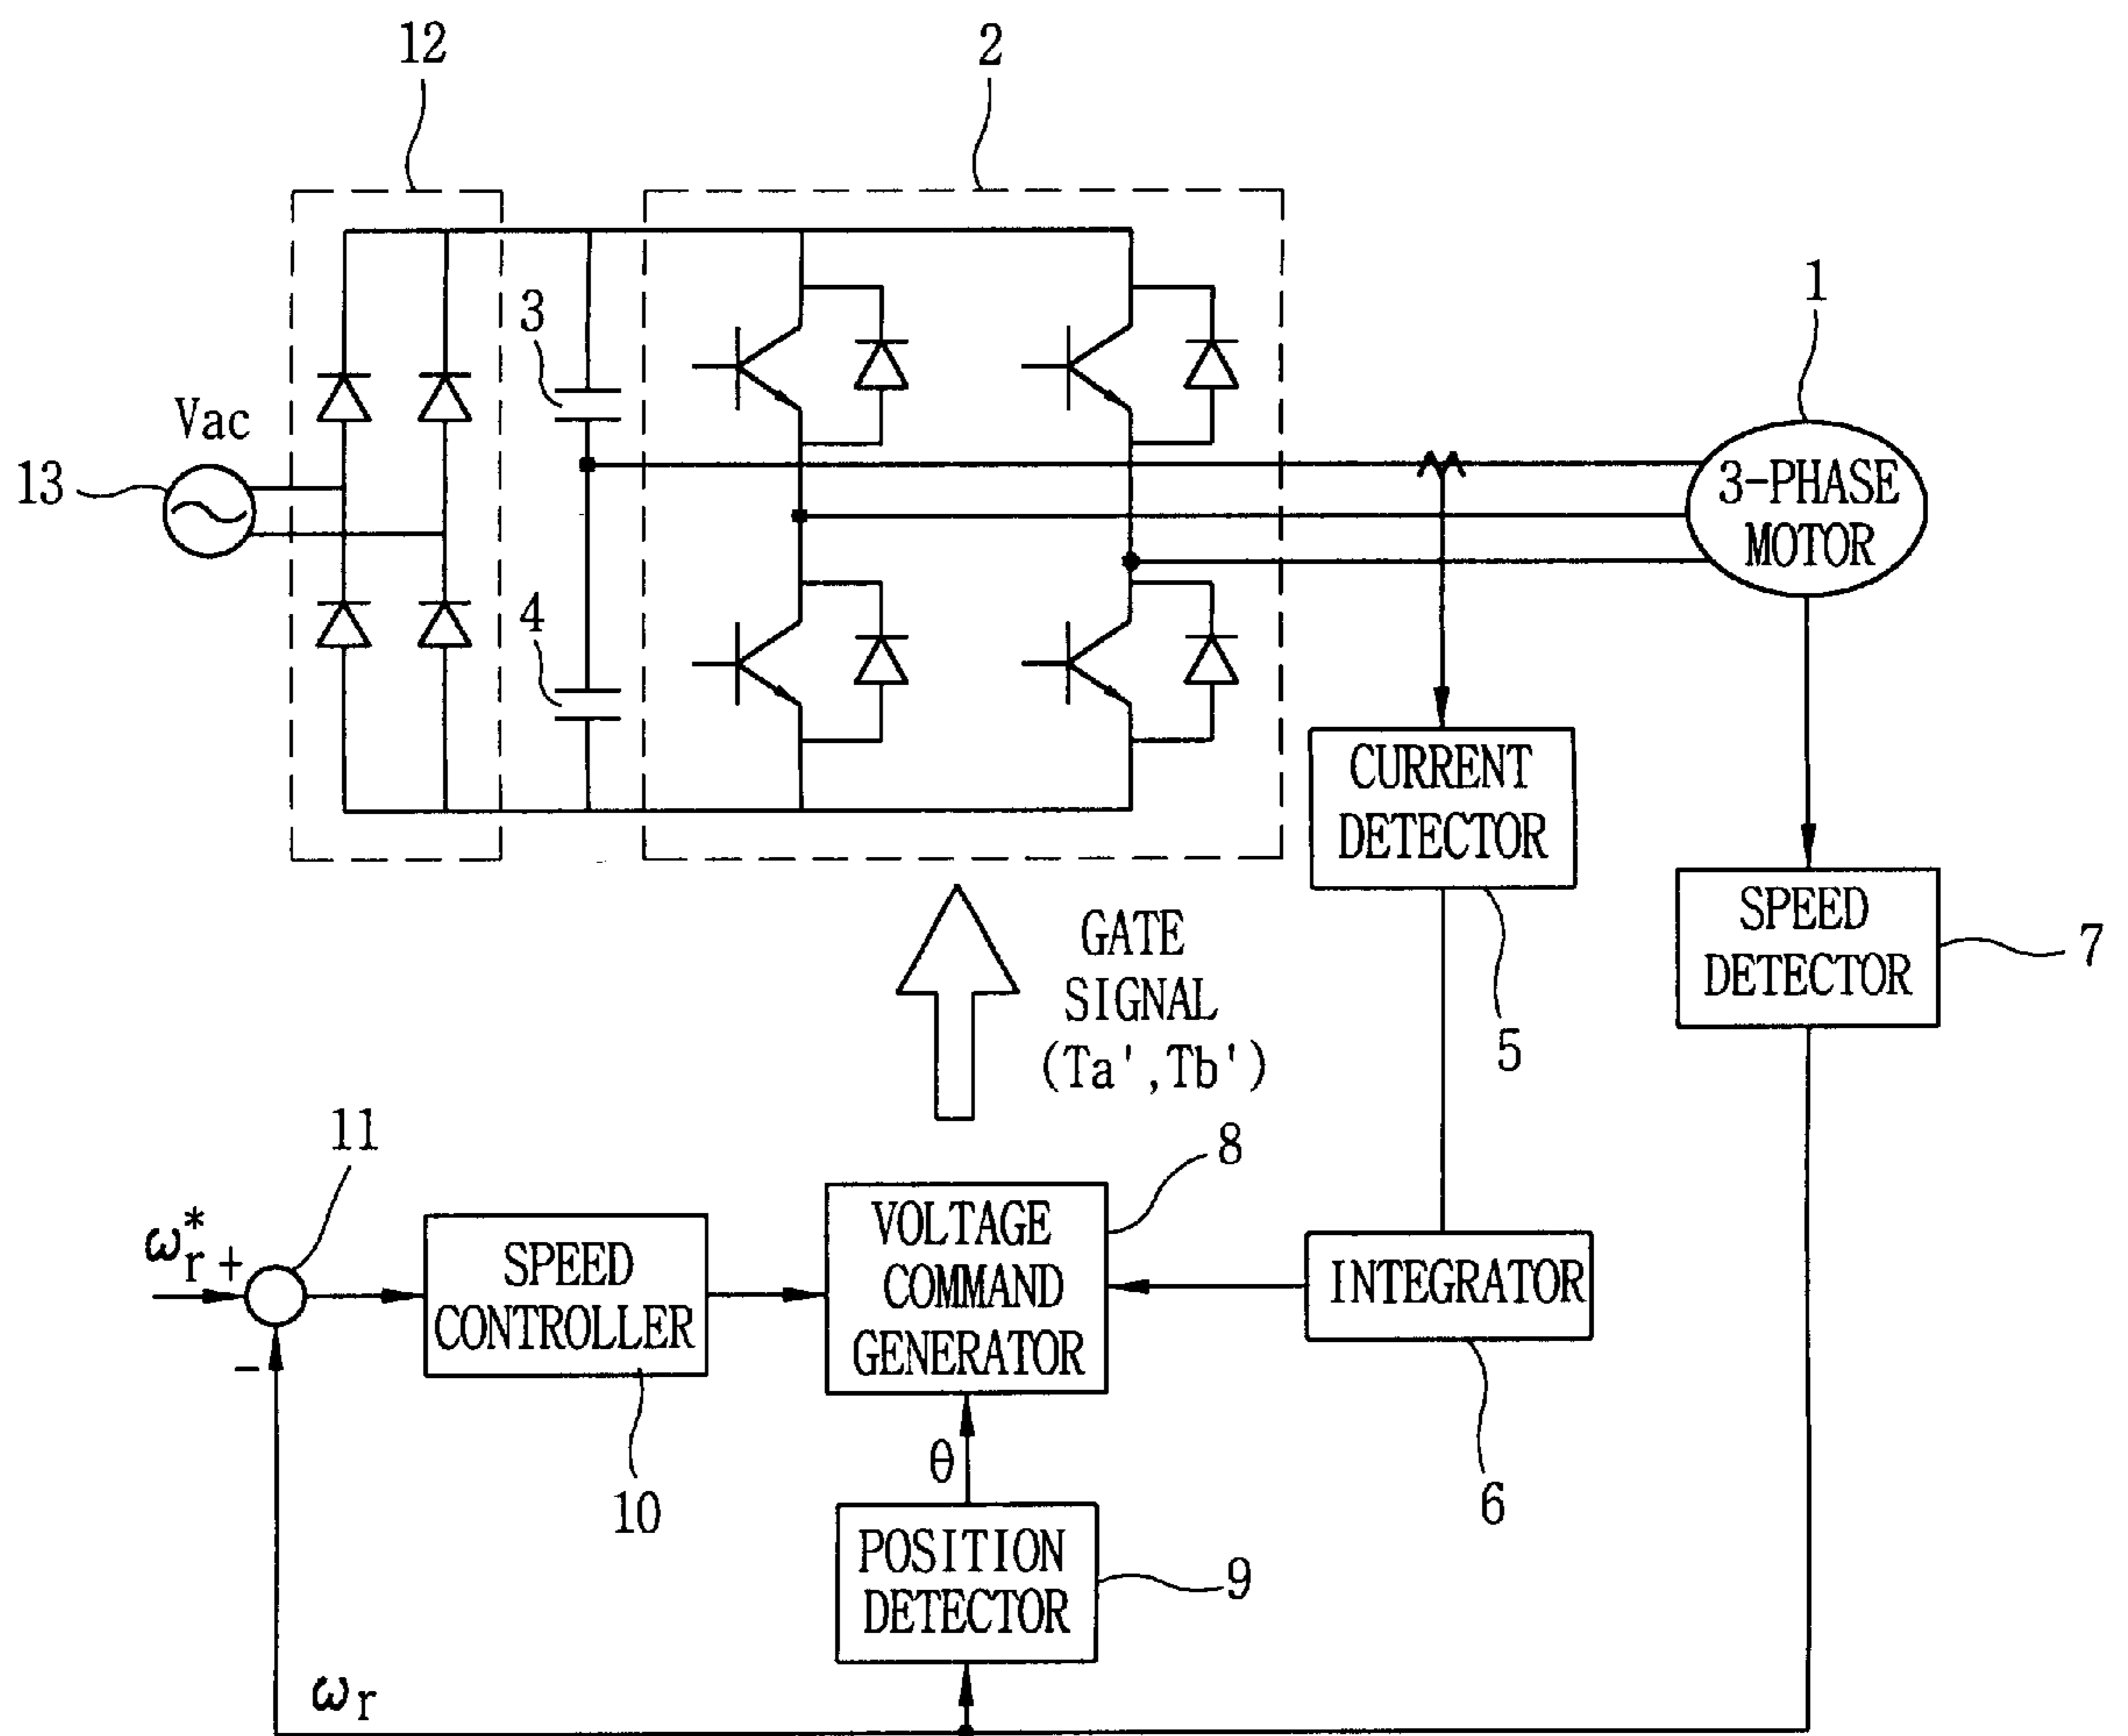 12
2
1
3
Vac
13
3-PHASE
MOTOR
4
CURRENT
DETECTOR
GATE
SIGNAL
(Ta',Tb')
5
SPEED
DETECTOR
7
11
8
ωr* +
-
SPEED
CONTROLLER
10
VOLTAGE
COMMAND
GENERATOR
INTEGRATOR
6
θ
POSITION
DETECTOR
9
ωr